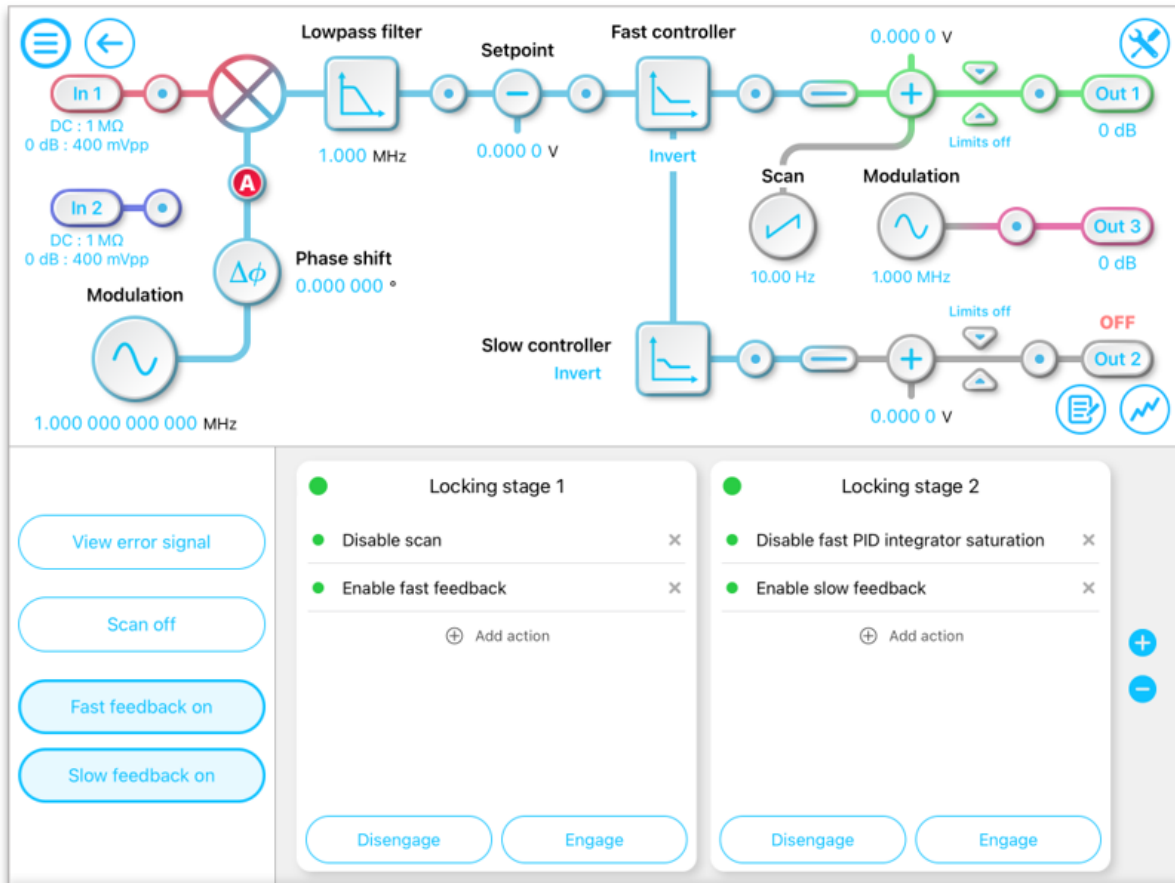 Lowpass filter
Setpoint
Fast controller
0.000 0 V
In 1
Out 1
DC : 1 MΩ
0 dB : 400 mVpp
1.000 MHz
0.000 0 V
Invert
Limits off
0 dB
A
Scan
Modulation
In 2
DC : 1 MΩ
0 dB : 400 mVpp
Δϕ
Phase shift
0.000 000 °
10.00 Hz
1.000 MHz
Out 3
0 dB
Modulation
Limits off
OFF
Slow controller
Invert
Out 2
1.000 000 000 000 MHz
0.000 0 V
View error signal
Scan off
Fast feedback on
Slow feedback on
Locking stage 1
Disable scan
Enable fast feedback
Add action
Disengage
Engage
Locking stage 2
Disable fast PID integrator saturation
Enable slow feedback
Add action
Disengage
Engage